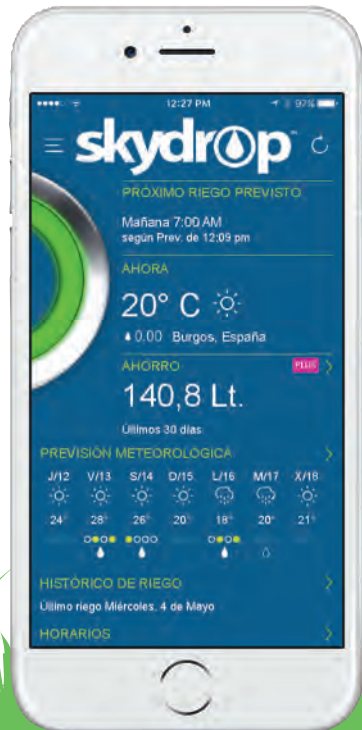 12:27 PM
97%
skydrop
PRÓXIMO RIEGO PREVISTO
Mañana 7:00 AM
según Prev. de 12:09 pm
AHORA
20° C
0.00 Burgos, España
AHORRO
PLUS
140,8 Lt.
Últimos 30 días
PREVISIÓN METEOROLÓGICA
J/12 V/13 S/14 D/15 L/16 M/17 X/18
24° 28° 26° 20° 18° 20° 21°
HISTÓRICO DE RIEGO
Último riego Miércoles, 4 de Mayo
HORARIOS